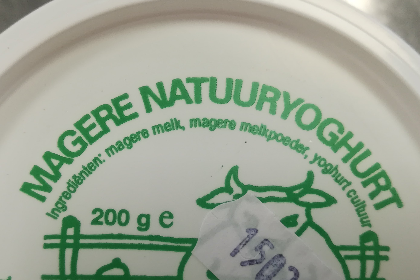 MAGERE NATUURYOGHURT
Ingrediënten: magere melk, magere melkpoeder, yoghurt cultuur
200 g e